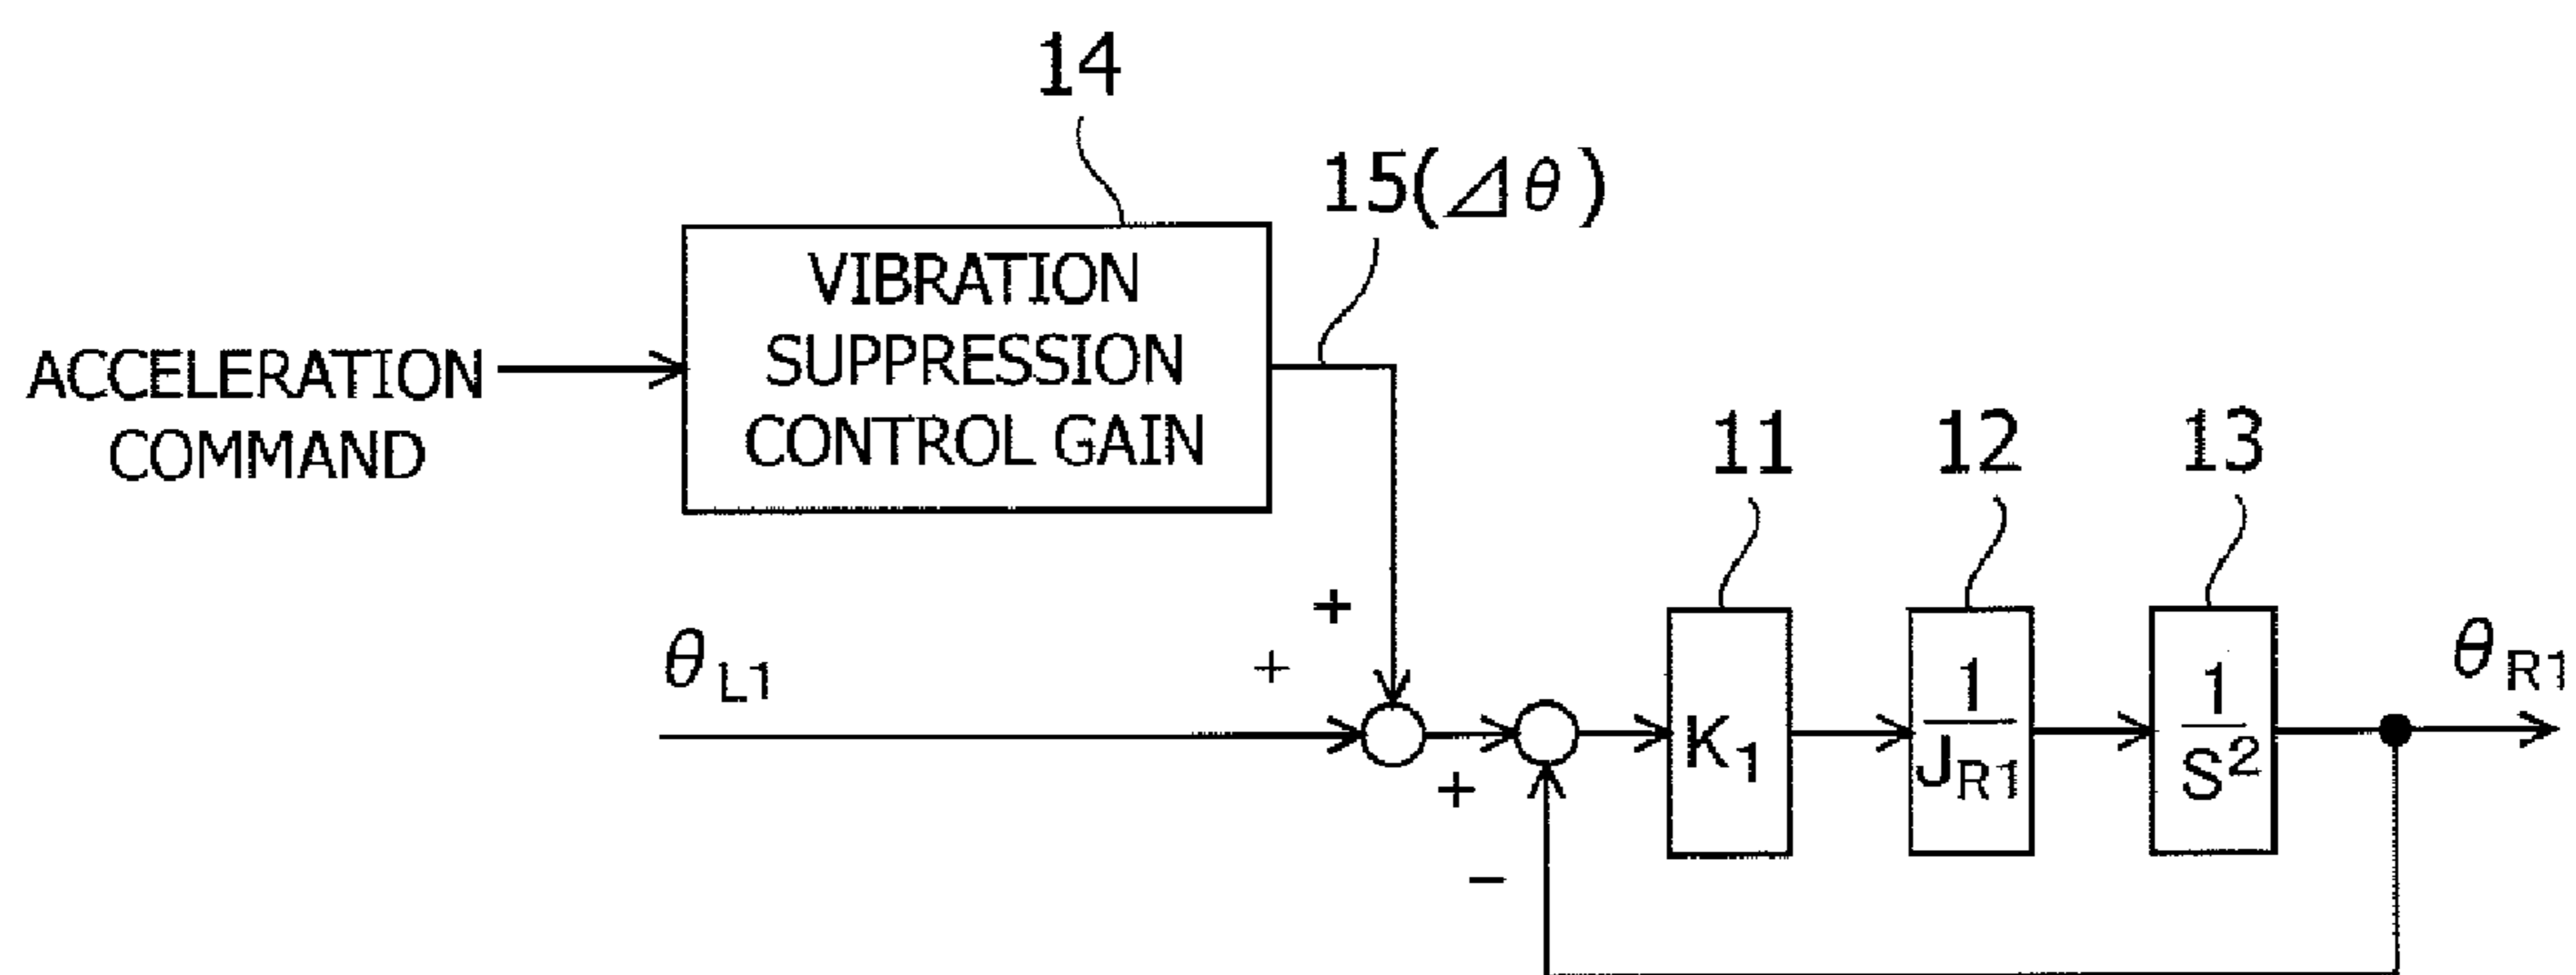 14
15(⊿θ)
VIBRATION
SUPPRESSION
CONTROL GAIN
ACCELERATION
COMMAND
11
12
13
+
+
θL1
θR1
K1
1
JR1
1
S2
+
−